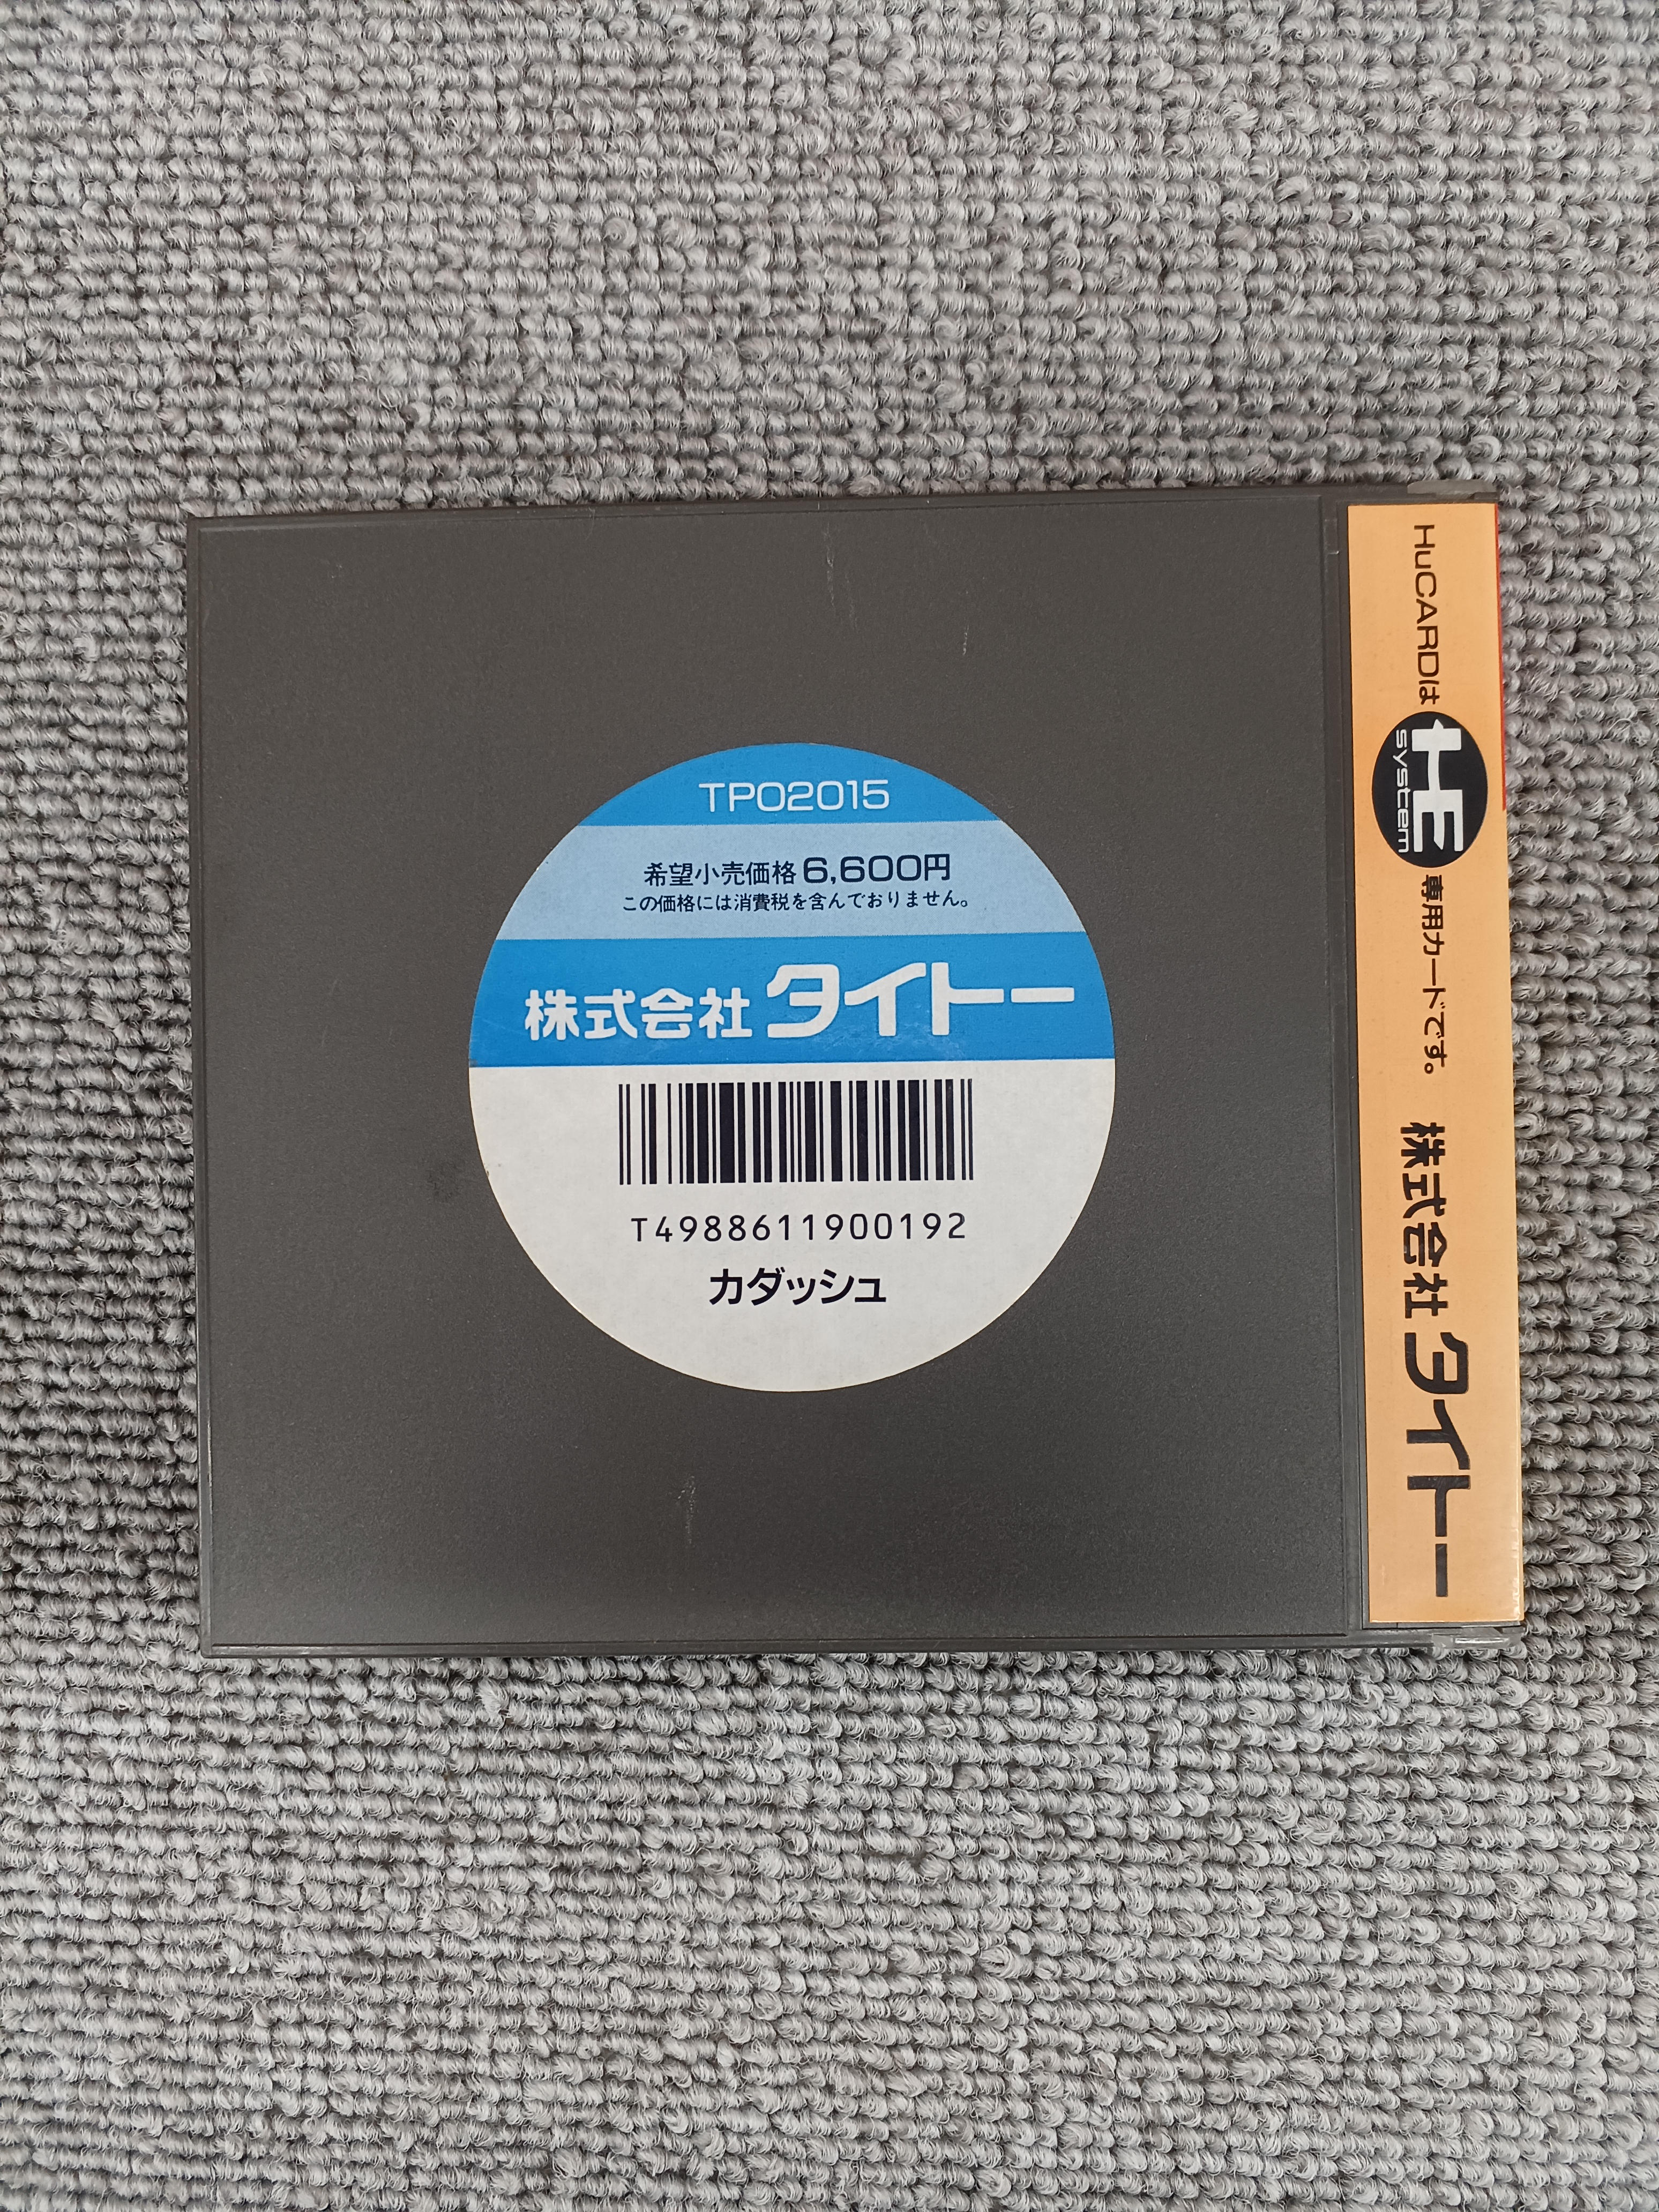 TP02015
希望小売価格 6,600円
この価格には消費税を含んでおりません。
株式会社 タイトー
T4988611900192
カダッシュ
HuCARDは HE system 専用カードです。 株式会社 タイトー